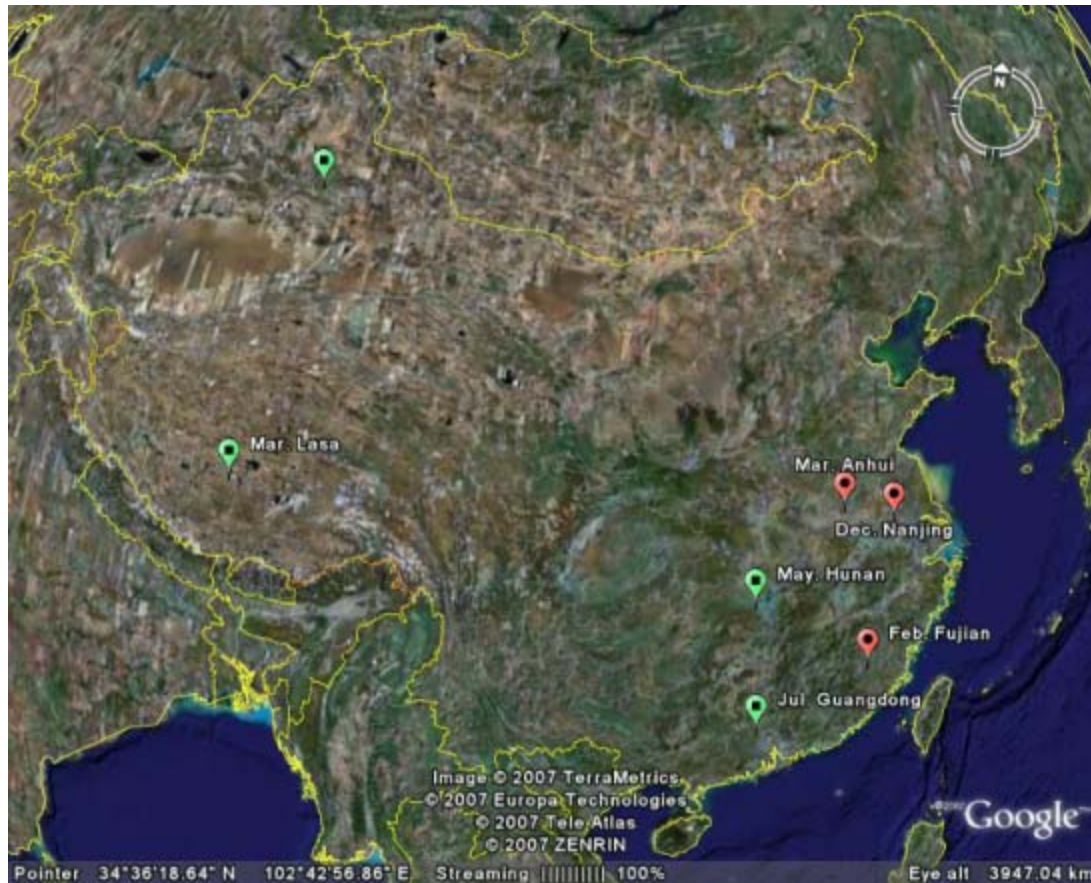 N
Mar. Lasa
Mar. Anhui
Dec. Nanjing
May. Hunan
Feb. Fujian
Jul. Guangdong
Image © 2007 TerraMetrics
© 2007 Europa Technologies
© 2007 Tele Atlas
© 2007 ZENRIN
Google
Pointer 34°36'18.64" N 102°42'56.86" E Streaming |||||||||| 100% Eye alt 3947.04 km